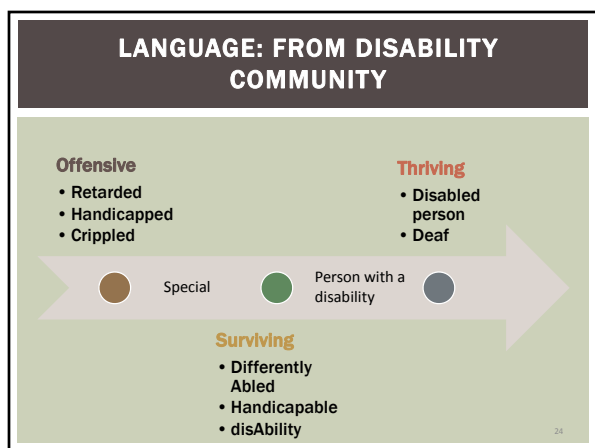 LANGUAGE: FROM DISABILITY
COMMUNITY
Offensive
• Retarded
• Handicapped
• Crippled
Thriving
• Disabled
person
• Deaf
Special
Person with a
disability
Surviving
• Differently
Abled
• Handicapable
• disAbility
24